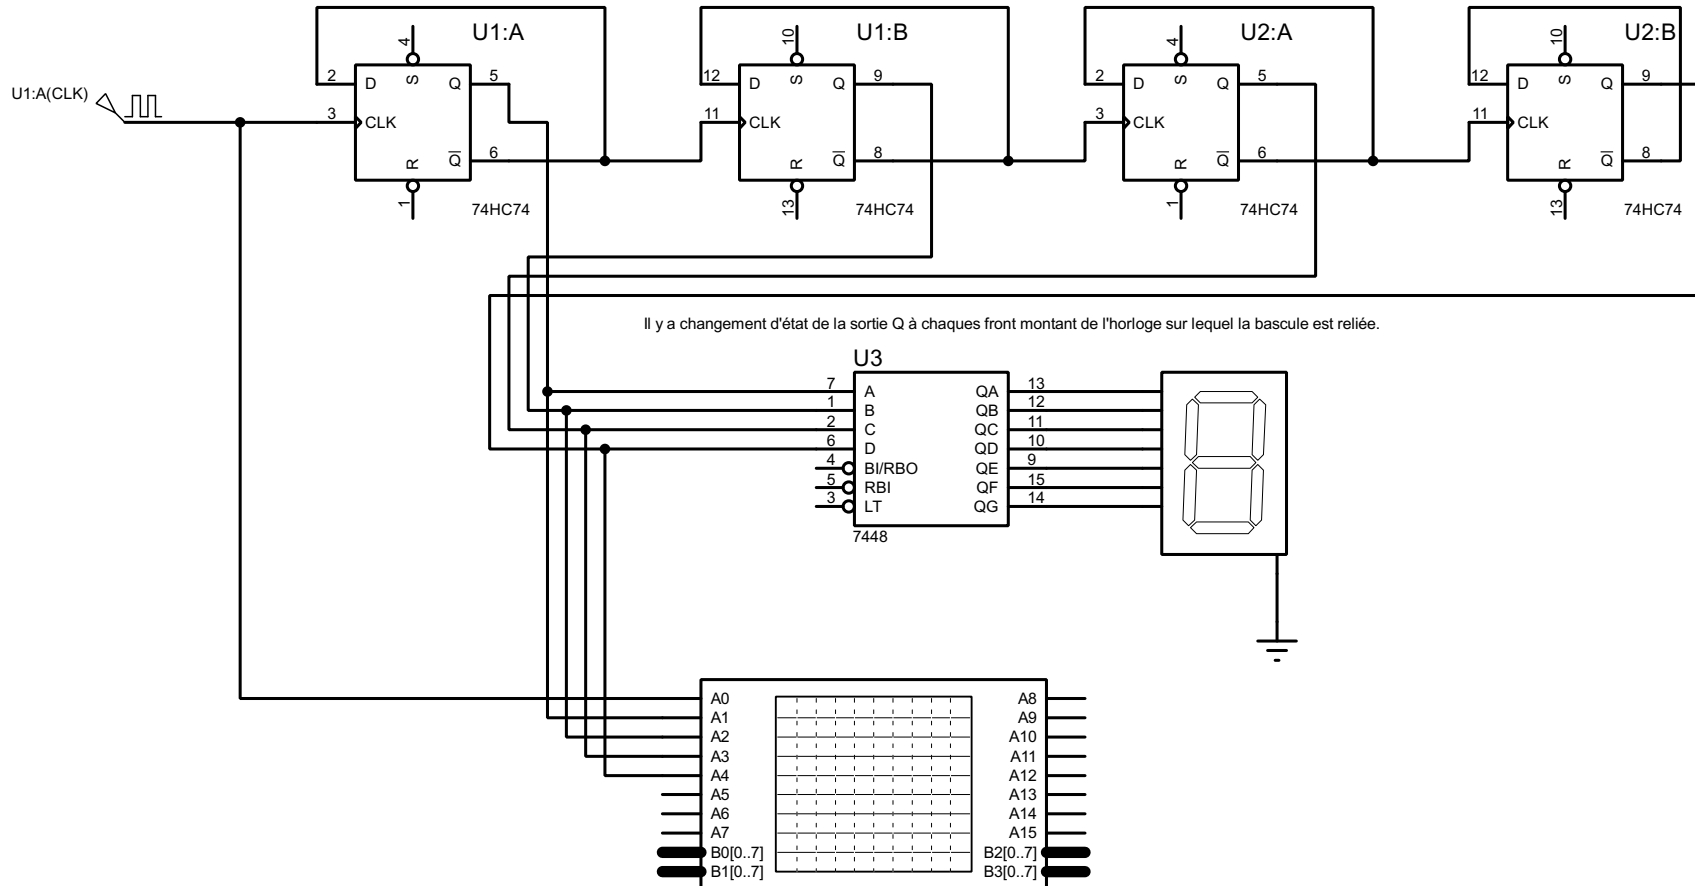 U1:A U1:B U2:A U2:B
4 10 4 10
2 D S Q 5 12 D S Q 9 2 D S Q 5 12 D S Q 9
U1:A(CLK)
3 CLK 11 CLK 3 CLK 11 CLK
R Q 6 R Q 8 R Q 6 R Q 8
1 13 1 13
74HC74 74HC74 74HC74 74HC74
Il y a changement d'état de la sortie Q à chaques front montant de l'horloge sur lequel la bascule est reliée.
U3
7 A QA 13
1 B QB 12
2 C QC 11
6 D QD 10
4 BI/RBO QE 9
5 RBI QF 15
3 LT QG 14
7448
A0 A8
A1 A9
A2 A10
A3 A11
A4 A12
A5 A13
A6 A14
A7 A15
B0[0..7] B2[0..7]
B1[0..7] B3[0..7]